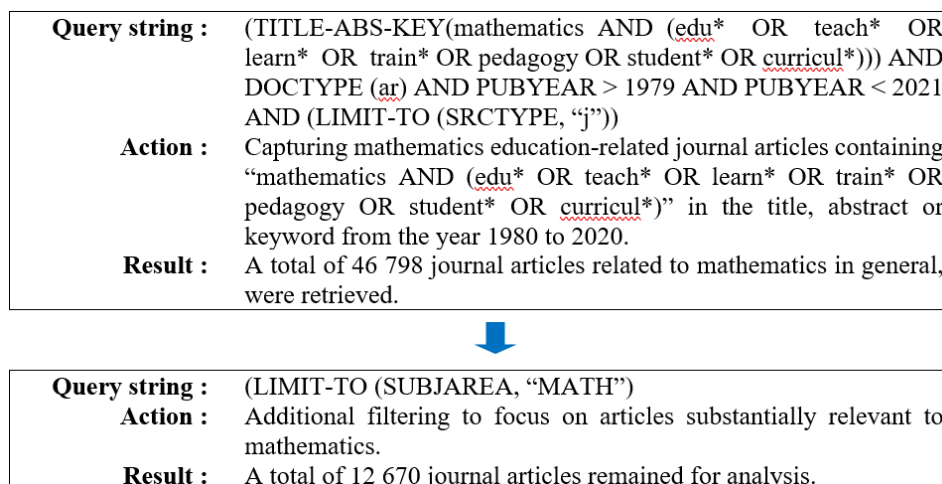 Query string : (TITLE-ABS-KEY(mathematics AND (edu* OR teach* OR
learn* OR train* OR pedagogy OR student* OR curricul*))) AND
DOCTYPE (ar) AND PUBYEAR > 1979 AND PUBYEAR < 2021
AND (LIMIT-TO (SRCTYPE, “j”))
Action : Capturing mathematics education-related journal articles containing
“mathematics AND (edu* OR teach* OR learn* OR train* OR
pedagogy OR student* OR curricul*)” in the title, abstract or
keyword from the year 1980 to 2020.
Result : A total of 46 798 journal articles related to mathematics in general,
were retrieved.
Query string : (LIMIT-TO (SUBJAREA, “MATH”)
Action : Additional filtering to focus on articles substantially relevant to
mathematics.
Result : A total of 12 670 journal articles remained for analysis.